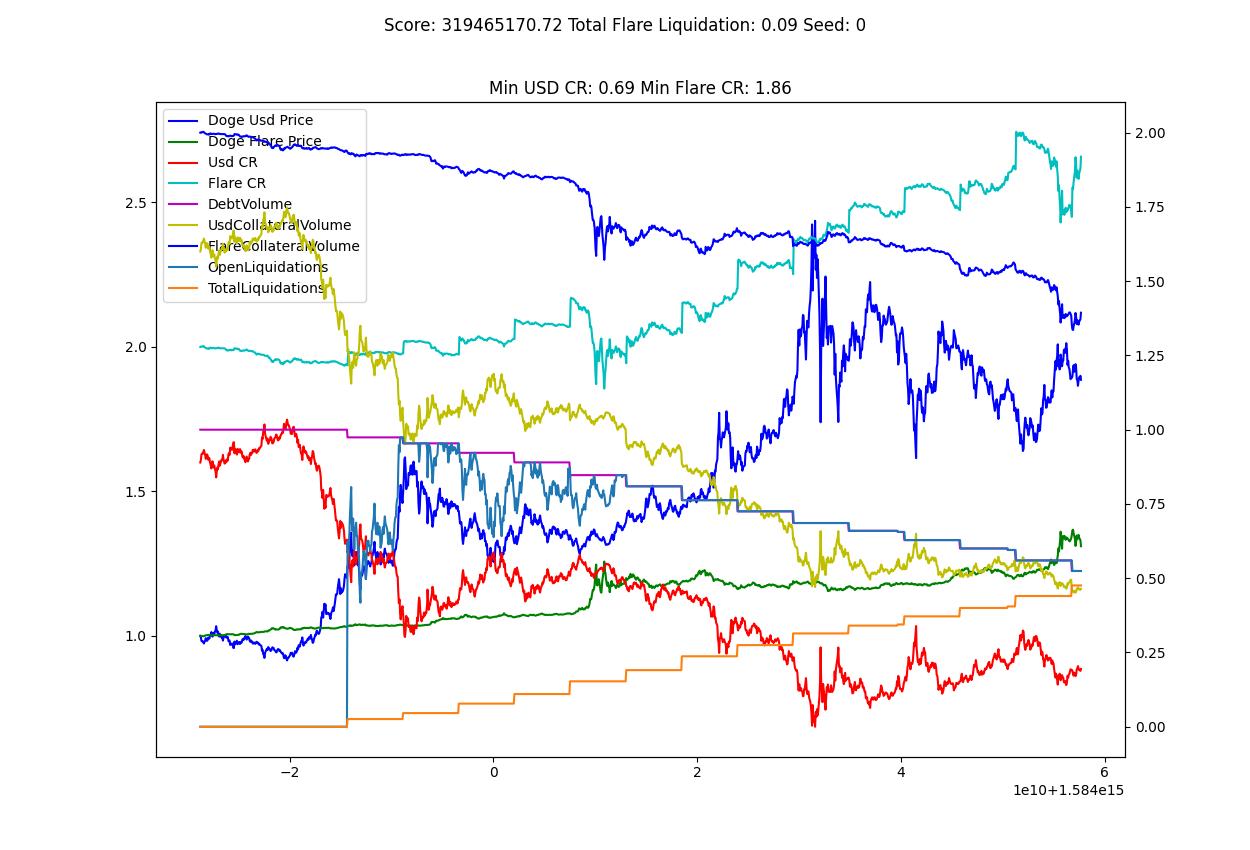 Score: 319465170.72 Total Flare Liquidation: 0.09 Seed: 0
Min USD CR: 0.69 Min Flare CR: 1.86
Doge Usd Price
Doge Flare Price
Usd CR
Flare CR
DebtVolume
UsdCollateralVolume
FlareCollateralVolume
OpenLiquidations
TotalLiquidations
2.5
2.0
1.5
1.0
2.00
1.75
1.50
1.25
1.00
0.75
0.50
0.25
0.00
−2
0
2
4
6
1e10+1.584e15